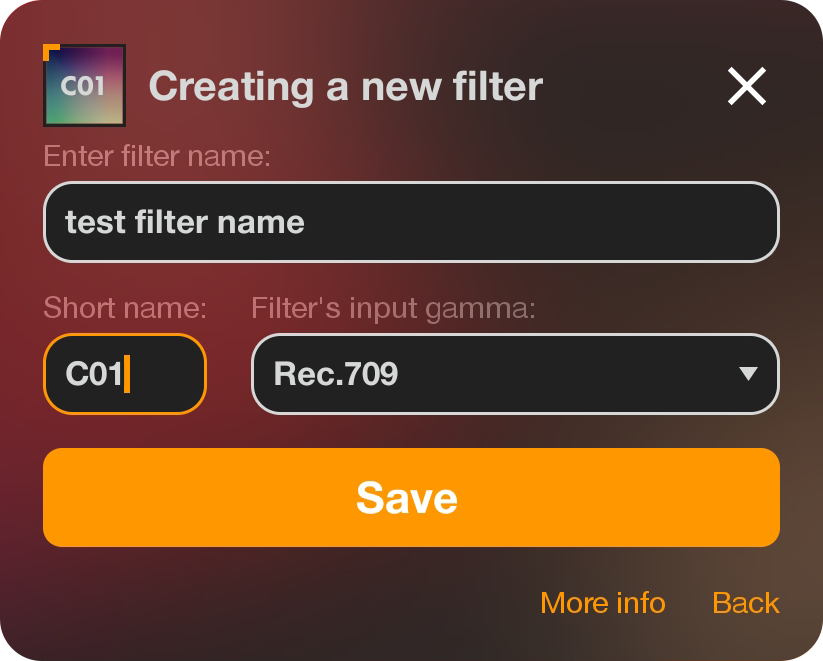 C01 Creating a new filter
Enter filter name:
test filter name
Short name: Filter's input gamma:
C01 Rec.709
Save
More info Back